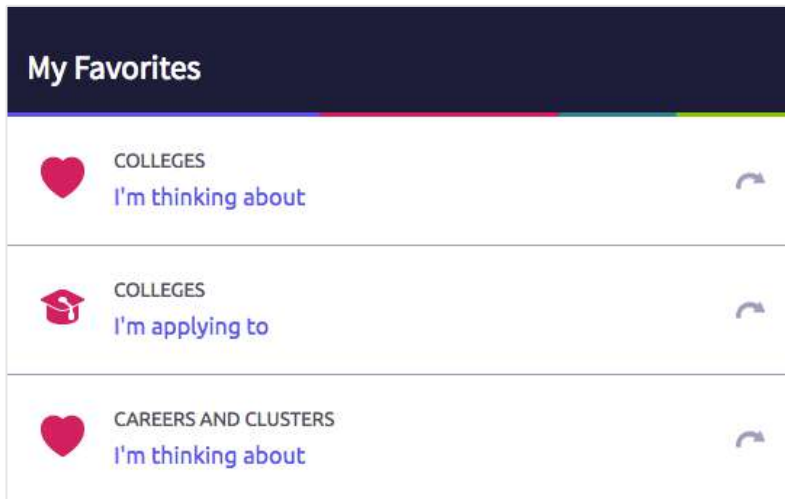 My Favorites
COLLEGES
I'm thinking about
COLLEGES
I'm applying to
CAREERS AND CLUSTERS
I'm thinking about